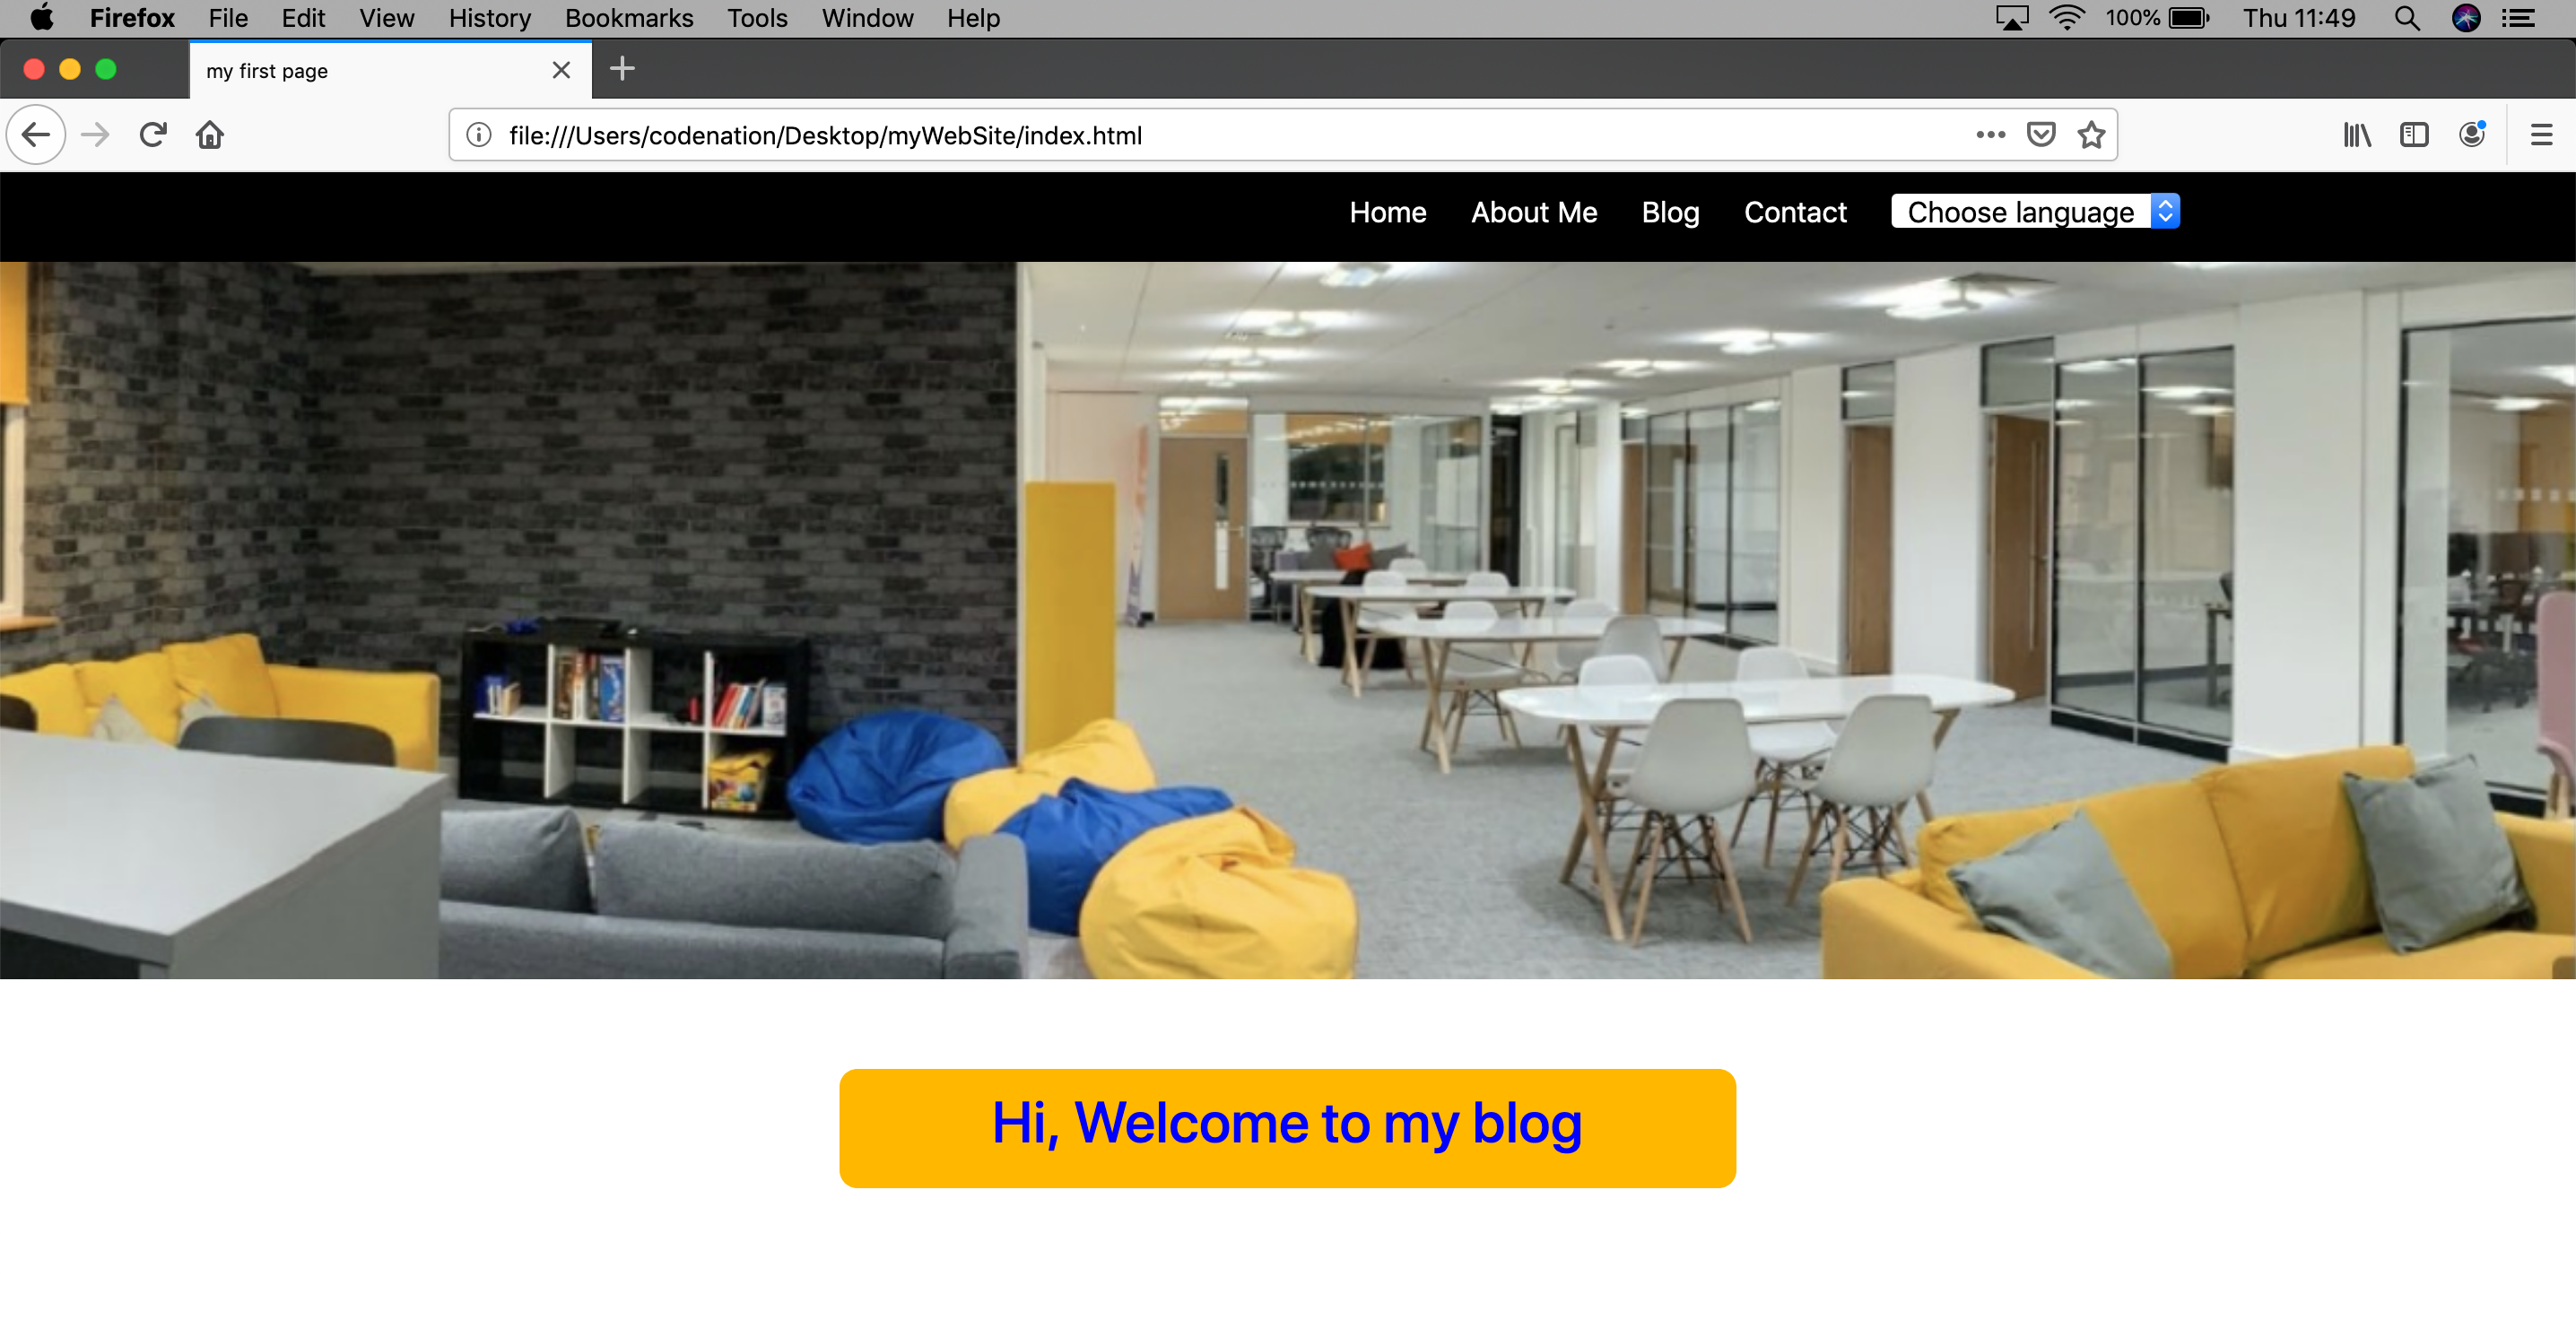 Firefox File Edit View History Bookmarks Tools Window Help 100% Thu 11:49
my first page
file:///Users/codenation/Desktop/myWebSite/index.html
Home About Me Blog Contact Choose language
Hi, Welcome to my blog